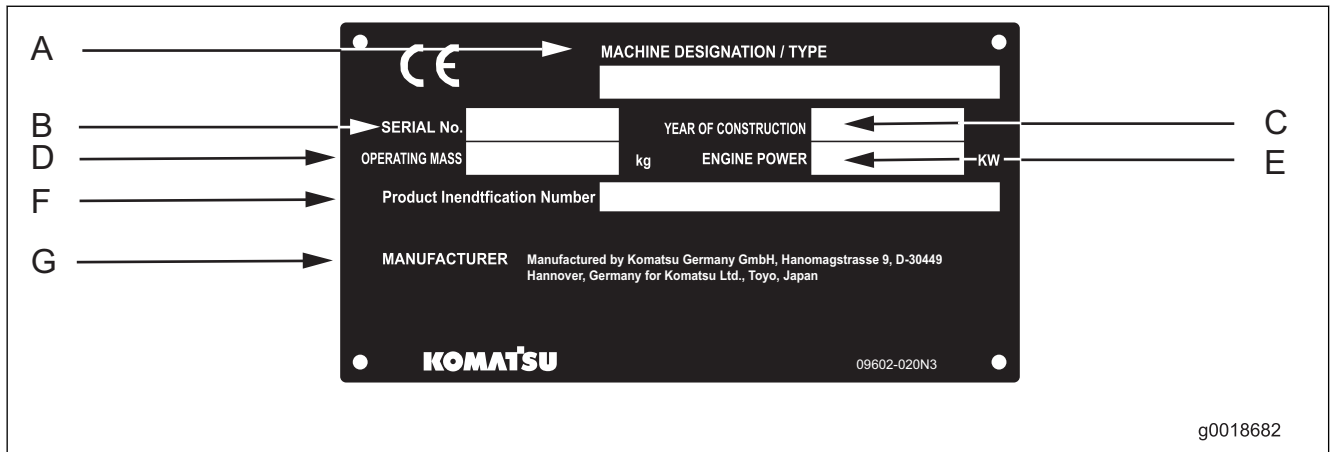 A
CE
MACHINE DESIGNATION / TYPE
B
SERIAL No.
YEAR OF CONSTRUCTION
C
D
OPERATING MASS
kg
ENGINE POWER
KW
E
F
Product Inendtfication Number
G
MANUFACTURER
Manufactured by Komatsu Germany GmbH, Hanomagstrasse 9, D-30449
Hannover, Germany for Komatsu Ltd., Toyo, Japan
KOMATSU
09602-020N3
g0018682